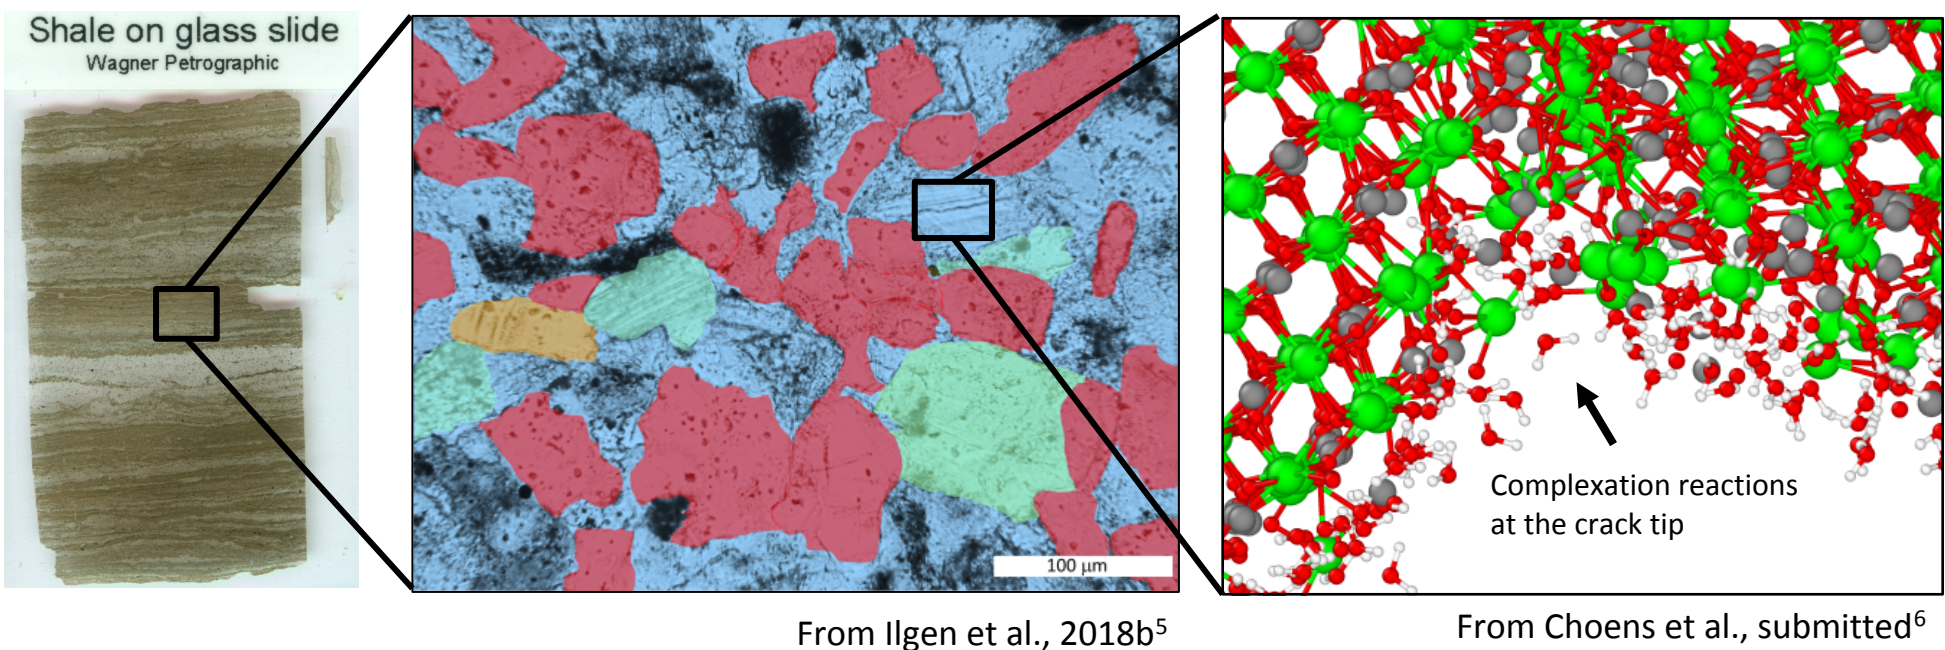 Shale on glass slide
Wagner Petrographic
100 µm
Complexation reactions
at the crack tip
From Ilgen et al., 2018b⁵
From Choens et al., submitted⁶